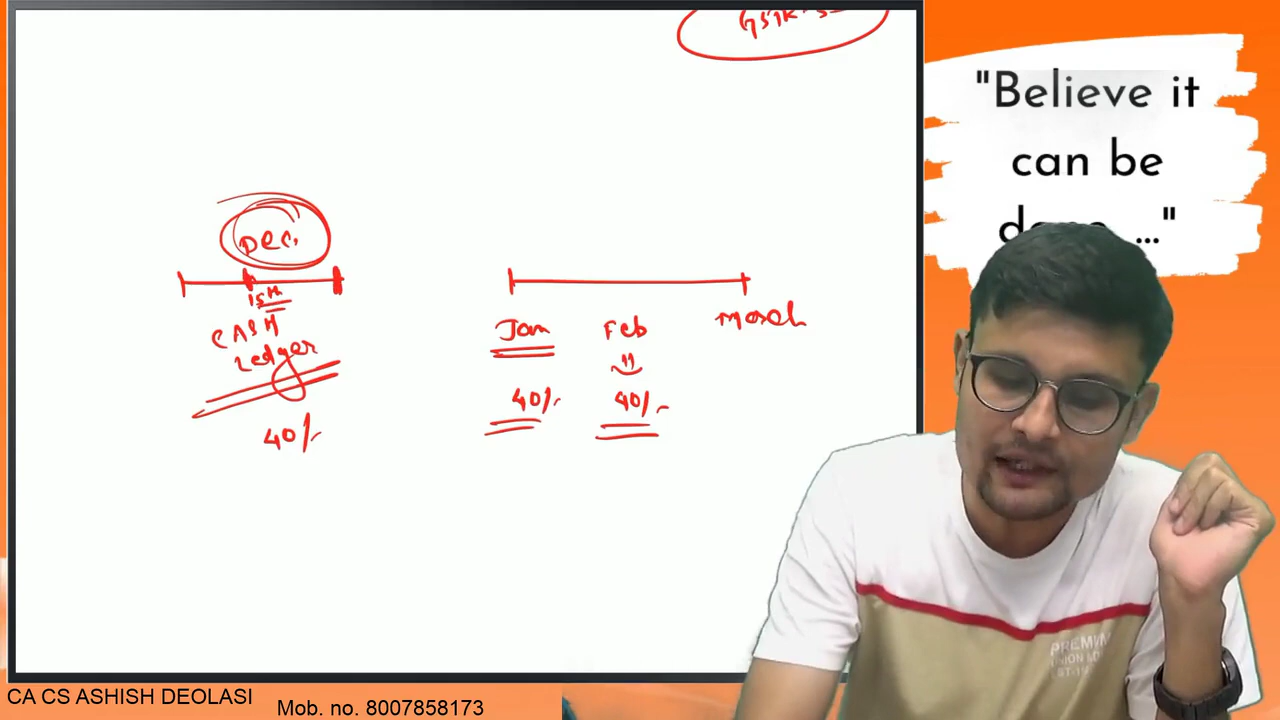 "Believe it
can be
...“
Dec.
15th
CASH
Ledger
40%
Jan
Feb
March
40%
40%
PREMIUM
CA CS ASHISH DEOLASI
Mob. no. 8007858173